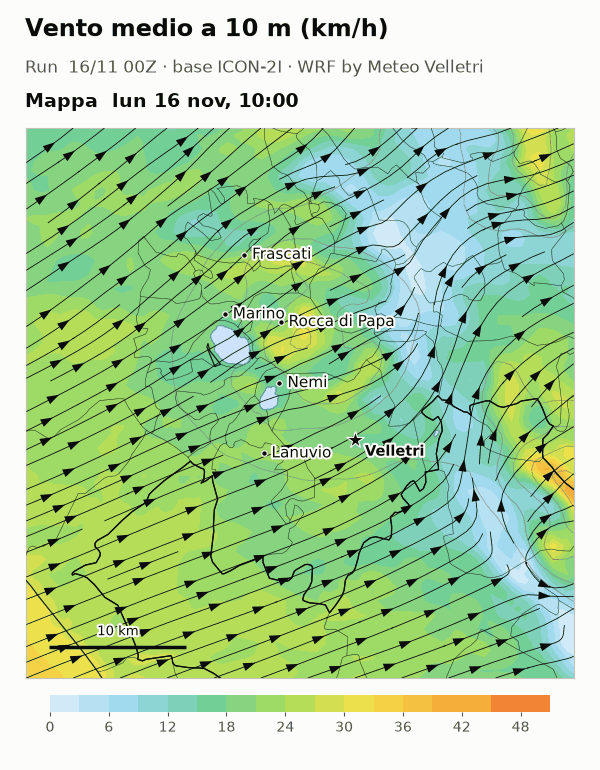 Vento medio a 10 m (km/h)
Run  16/11 00Z · base ICON-2I · WRF by Meteo Velletri
Mappa  lun 16 nov, 10:00
Frascati
Marino
Rocca di Papa
Nemi
Velletri
Lanuvio
10 km
0 6 12 18 24 30 36 42 48